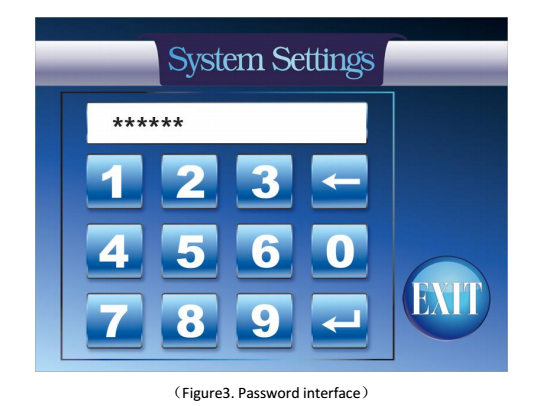 System Settings
******
1 2 3 ←
4 5 6 0
7 8 9 ↵
EXIT
（Figure3. Password interface）